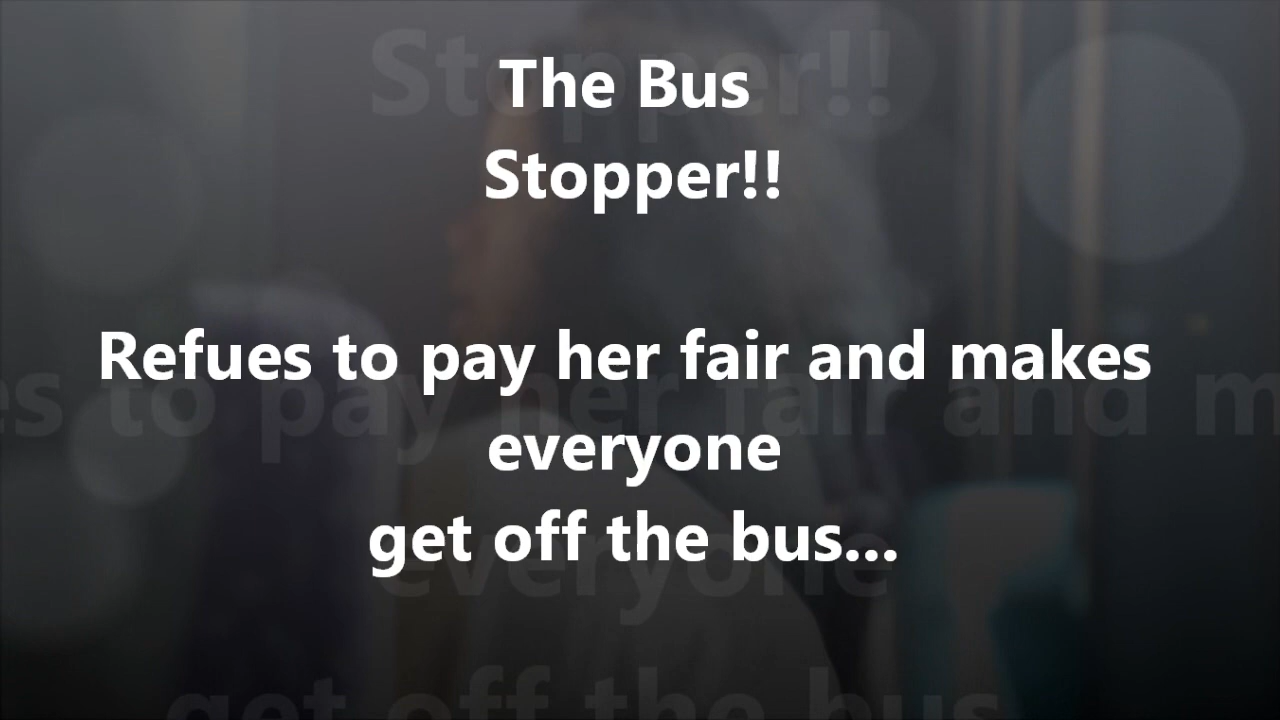 The Bus
Stopper!!
Refues to pay her fair and makes
everyone
get off the bus...